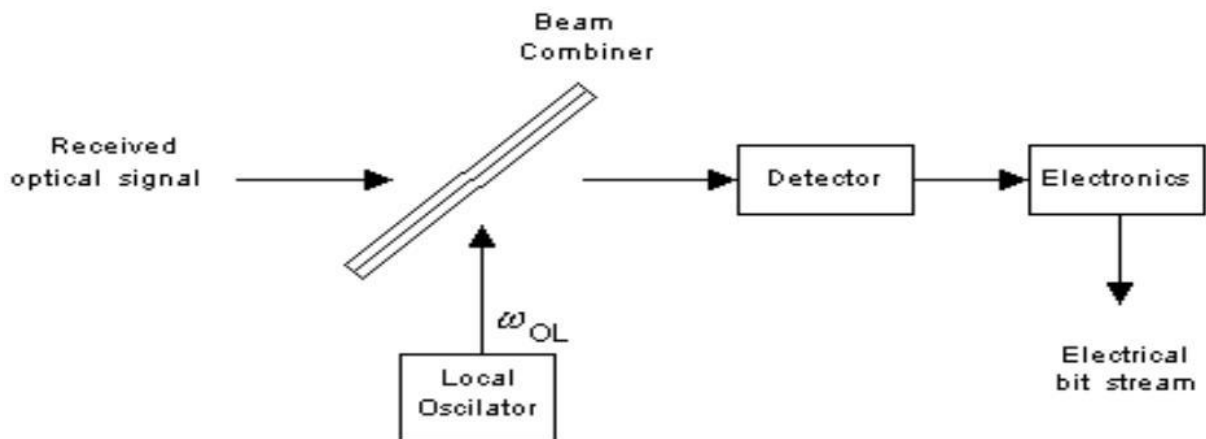 Beam
Combiner
Received
optical signal
Detector
Electronics
ω OL
Local
Oscilator
Electrical
bit stream